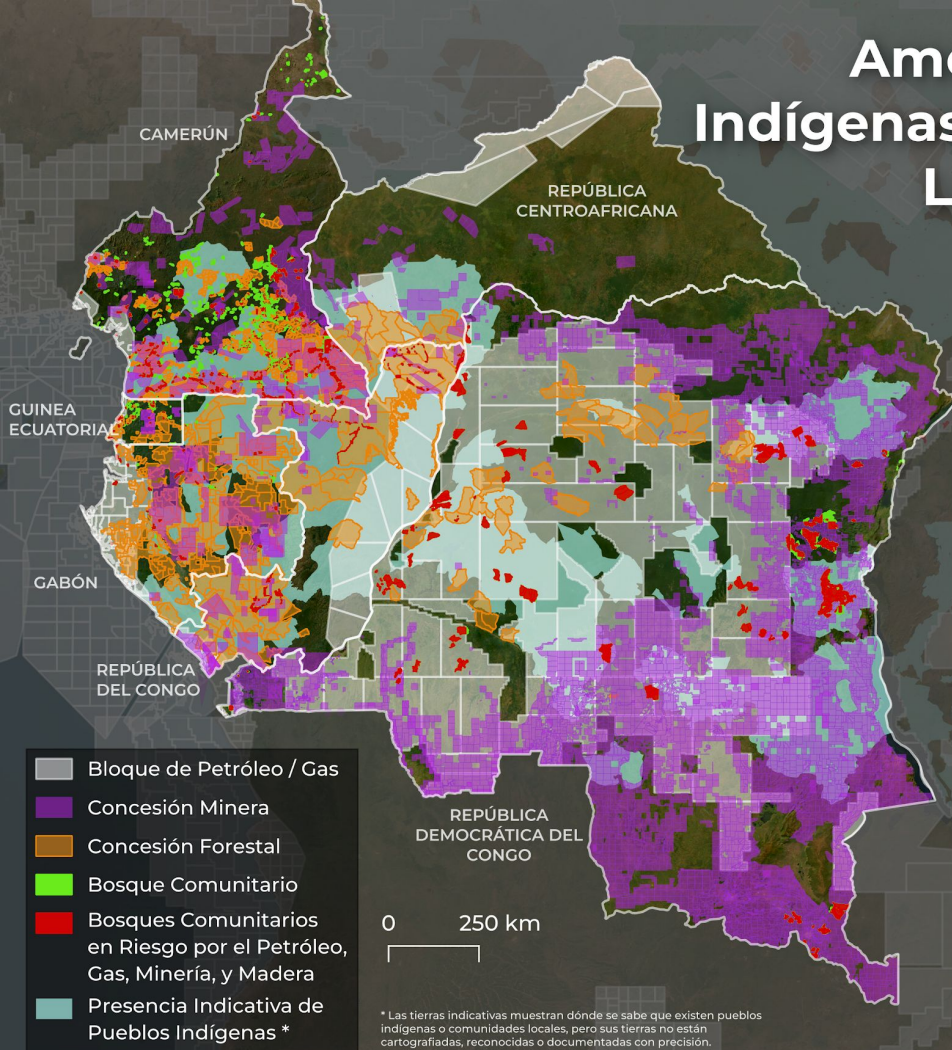 Ame
Indígenas
L
CAMERÚN
REPÚBLICA
CENTROAFRICANA
GUINEA
ECUATORIAL
GABÓN
REPÚBLICA
DEL CONGO
REPÚBLICA
DEMOCRÁTICA DEL
CONGO
Bloque de Petróleo / Gas
Concesión Minera
Concesión Forestal
Bosque Comunitario
Bosques Comunitarios
en Riesgo por el Petróleo,
Gas, Minería, y Madera
Presencia Indicativa de
Pueblos Indígenas *
0 250 km
* Las tierras indicativas muestran dónde se sabe que existen pueblos
indígenas o comunidades locales, pero sus tierras no están
cartografiadas, reconocidas o documentadas con precisión.